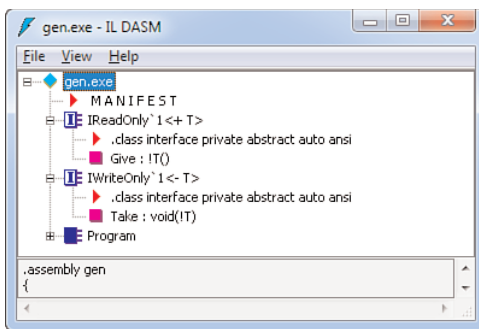 gen.exe - IL DASM
File View Help
gen.exe
MANIFEST
IReadOnly`1<+ T>
.class interface private abstract auto ansi
Give : !T()
IWriteOnly`1<- T>
.class interface private abstract auto ansi
Take : void(!T)
Program
.assembly gen
{